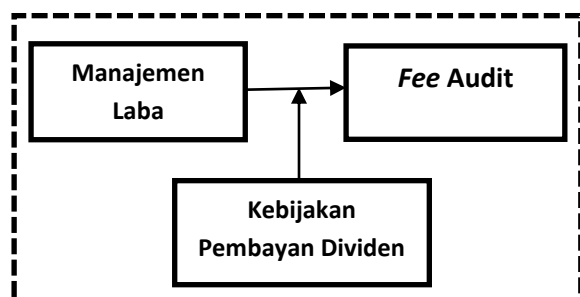 Manajemen
Laba
Fee Audit
Kebijakan
Pembayan Dividen